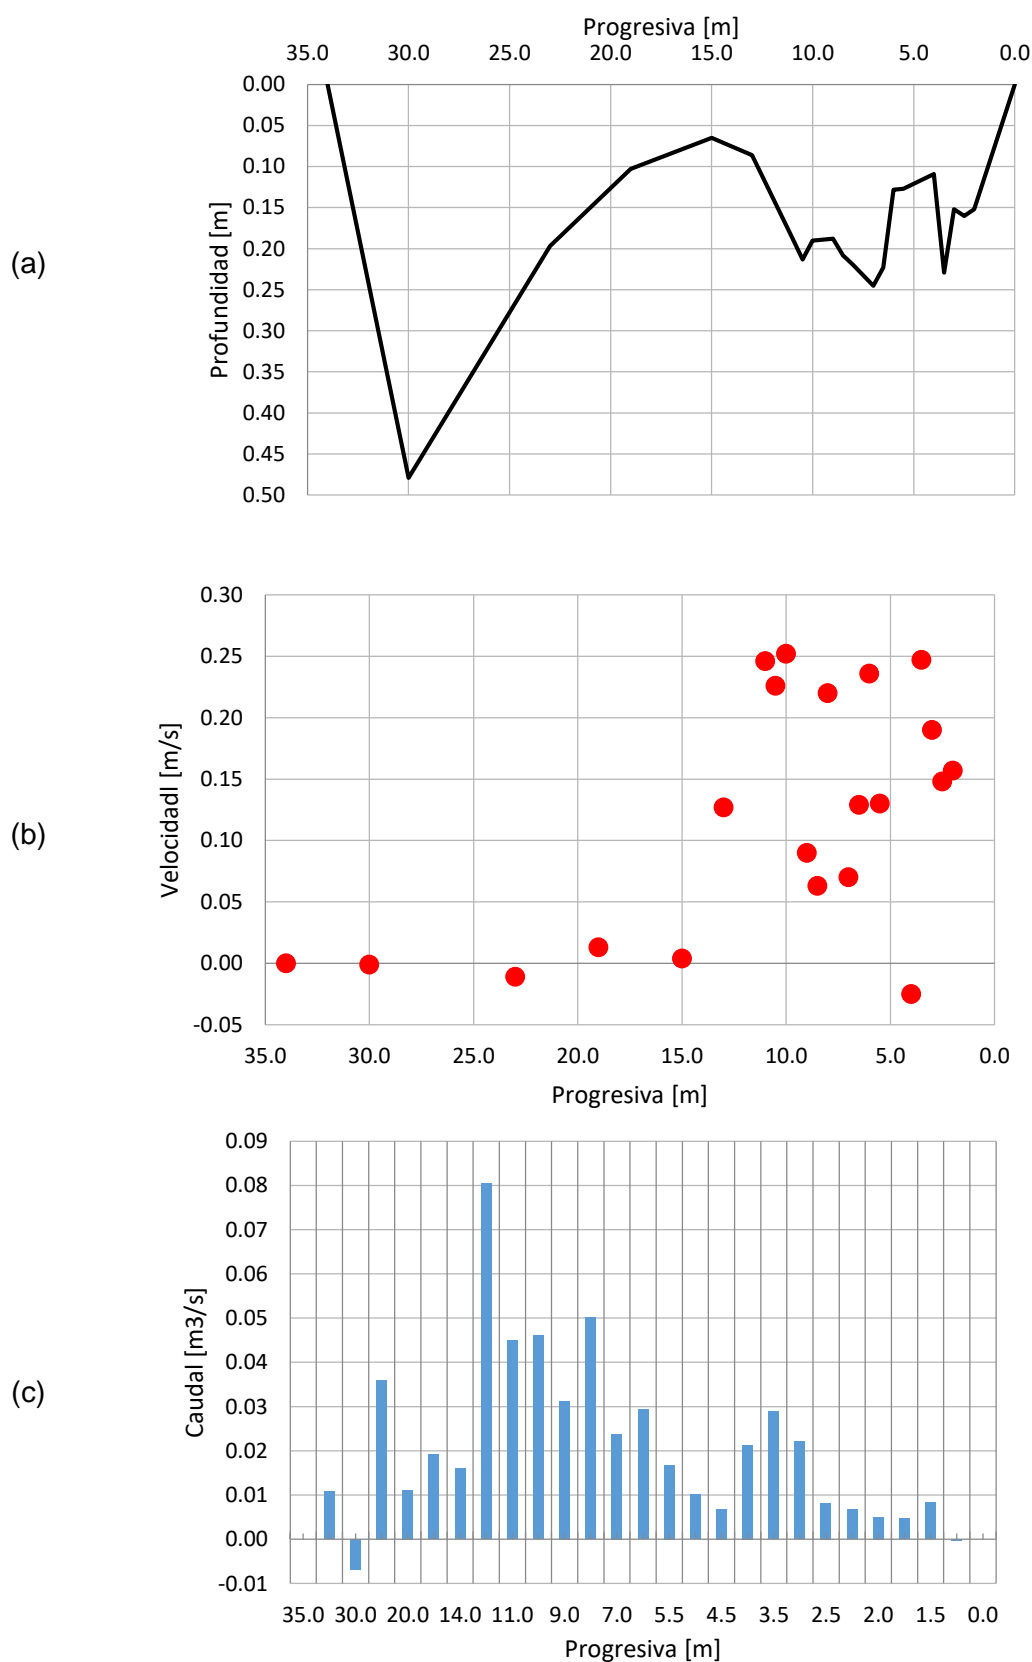 Progresiva [m]
35.0 30.0 25.0 20.0 15.0 10.0 5.0 0.0
0.00
0.05
0.10
0.15
0.20
0.25
0.30
0.35
0.40
0.45
0.50
Profundidad [m]
(a)
0.30
0.25
0.20
0.15
0.10
0.05
0.00
-0.05
Velocidadl [m/s]
(b)
35.0 30.0 25.0 20.0 15.0 10.0 5.0 0.0
Progresiva [m]
0.09
0.08
0.07
0.06
0.05
0.04
0.03
0.02
0.01
0.00
-0.01
Caudal [m3/s]
(c)
35.0 30.0 20.0 14.0 11.0 9.0 7.0 5.5 4.5 3.5 2.5 2.0 1.5 0.0
Progresiva [m]